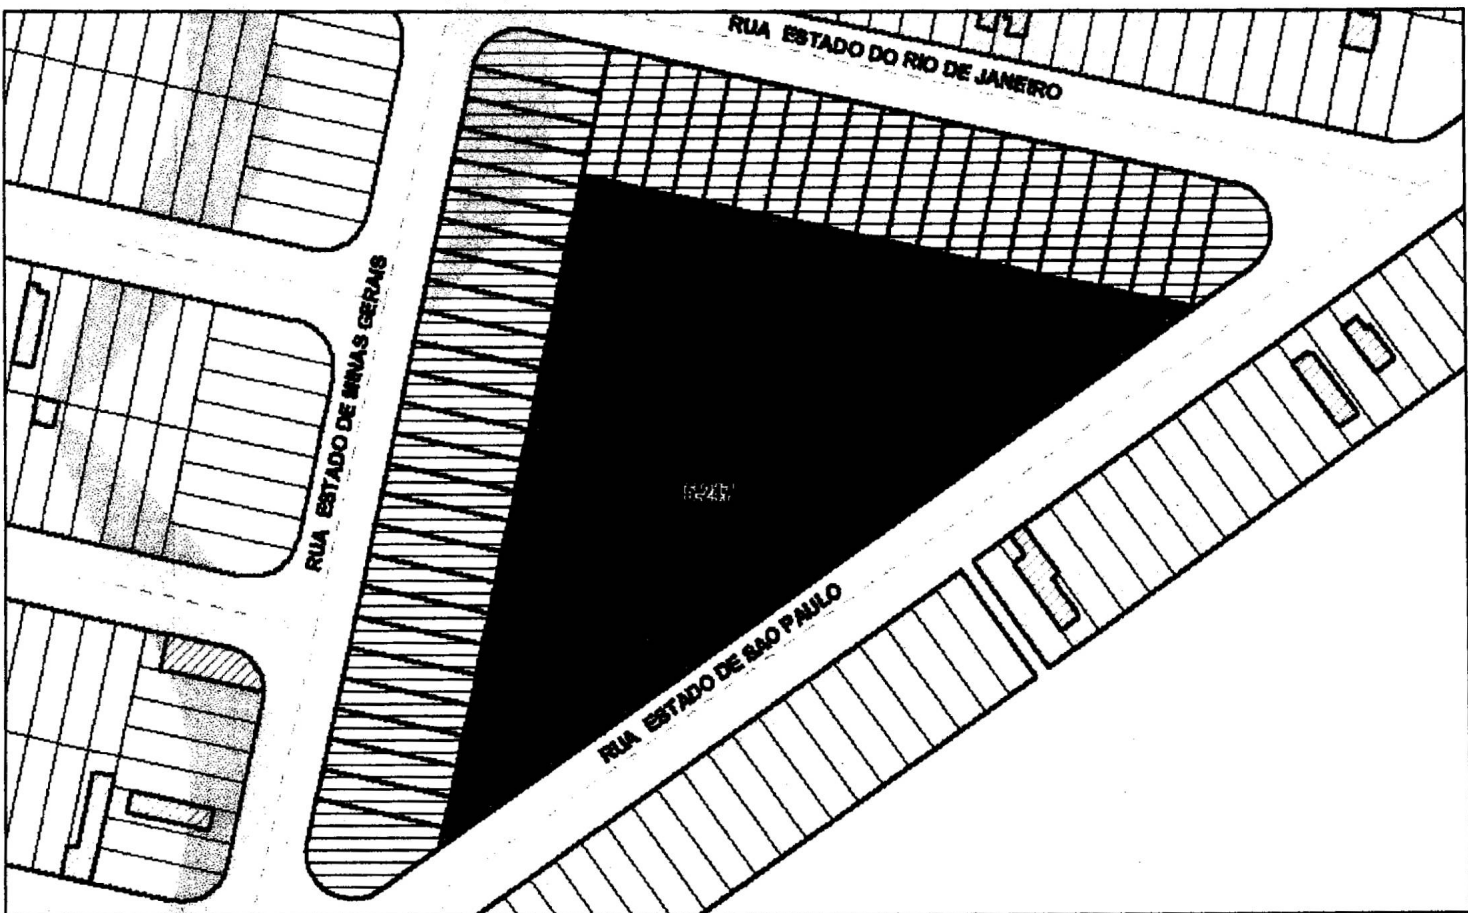 RUA ESTADO DO RIO DE JANEIRO
RUA ESTADO DE MINAS GERAIS
RUA ESTADO DE SAO PAULO